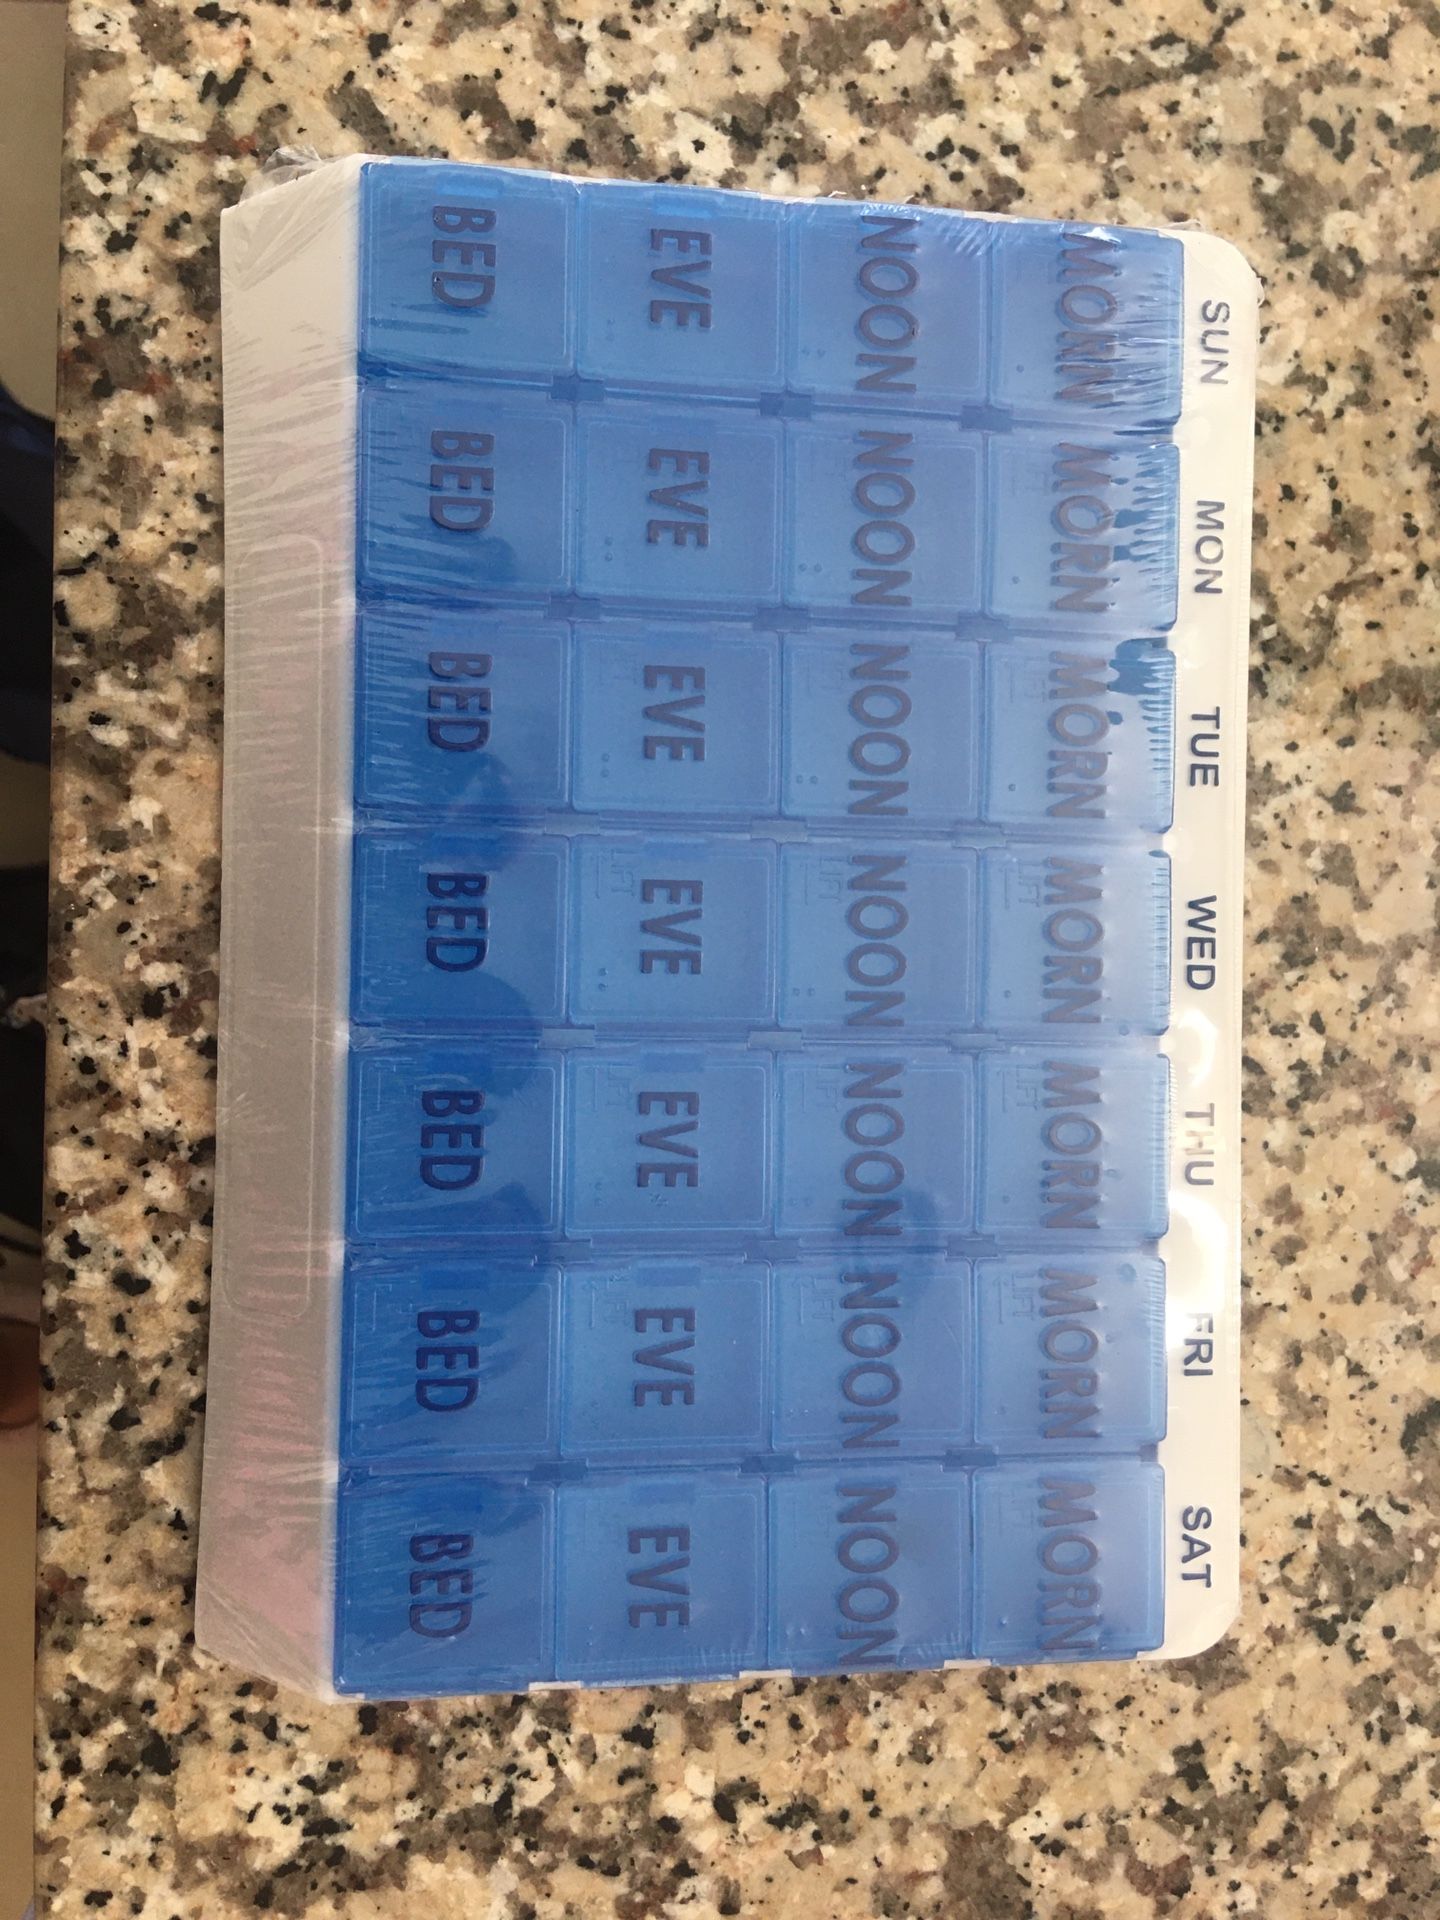 SUN MON TUE WED THU FRI SAT
MORN MORN MORN MORN MORN MORN MORN
NOON NOON NOON NOON NOON NOON NOON
EVE EVE EVE EVE EVE EVE EVE
BED BED BED BED BED BED BED